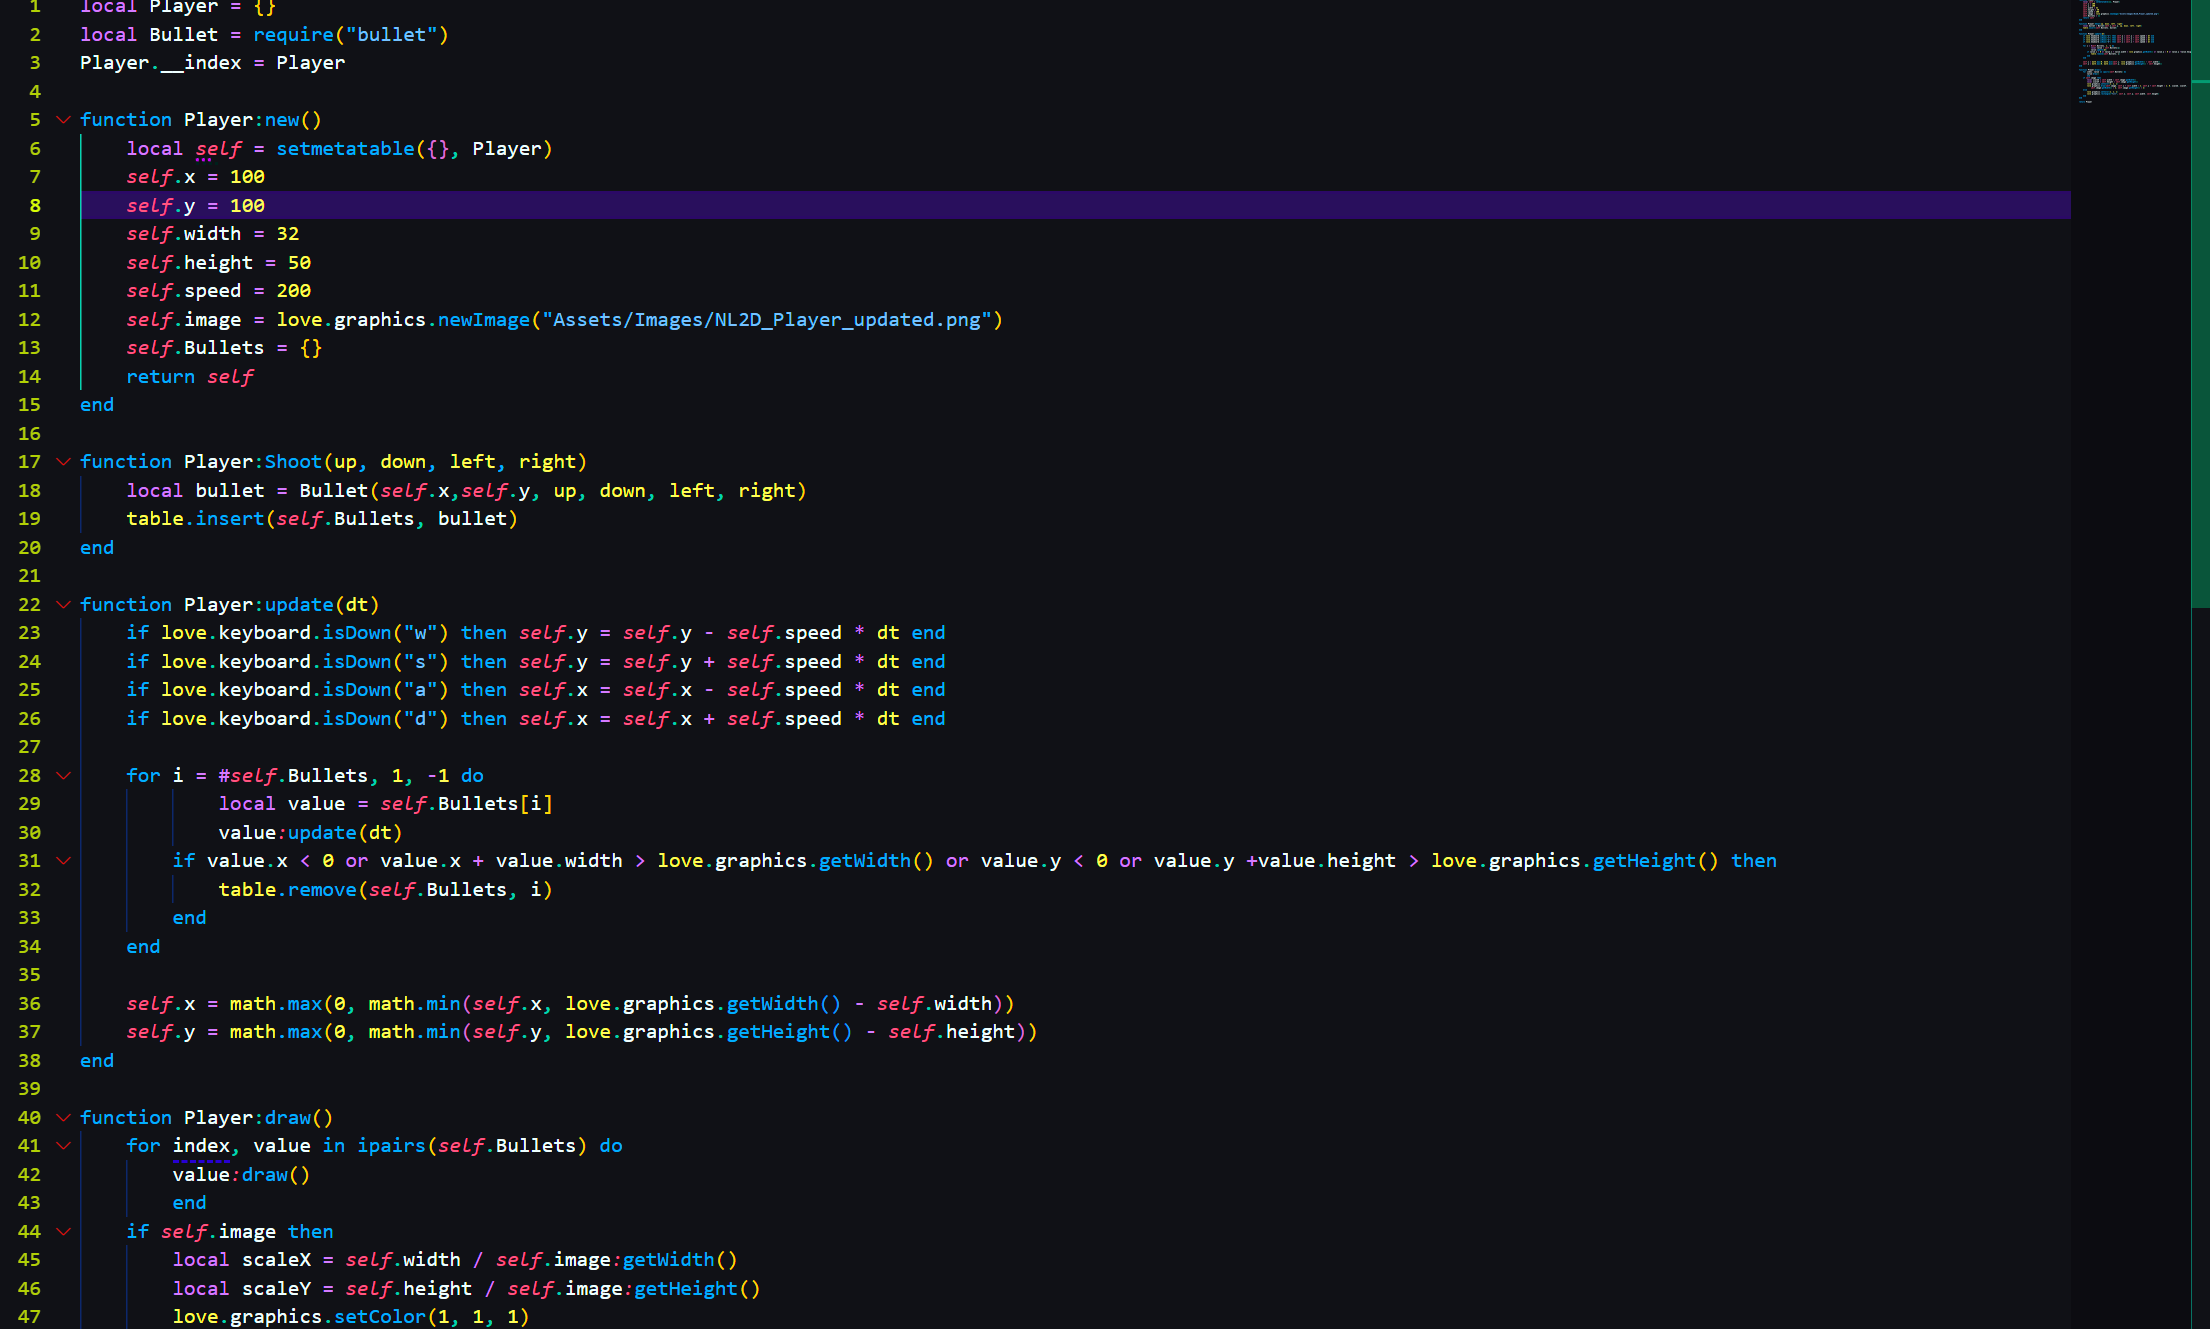 1 local Player = {}
2 local Bullet = require("bullet")
3 Player.__index = Player
4
5 function Player:new()
6 local self = setmetatable({}, Player)
7 self.x = 100
8 self.y = 100
9 self.width = 32
10 self.height = 50
11 self.speed = 200
12 self.image = love.graphics.newImage("Assets/Images/NL2D_Player_updated.png")
13 self.Bullets = {}
14 return self
15 end
16
17 function Player:Shoot(up, down, left, right)
18 local bullet = Bullet(self.x,self.y, up, down, left, right)
19 table.insert(self.Bullets, bullet)
20 end
21
22 function Player:update(dt)
23 if love.keyboard.isDown("w") then self.y = self.y - self.speed * dt end
24 if love.keyboard.isDown("s") then self.y = self.y + self.speed * dt end
25 if love.keyboard.isDown("a") then self.x = self.x - self.speed * dt end
26 if love.keyboard.isDown("d") then self.x = self.x + self.speed * dt end
27
28 for i = #self.Bullets, 1, -1 do
29 local value = self.Bullets[i]
30 value:update(dt)
31 if value.x < 0 or value.x + value.width > love.graphics.getWidth() or value.y < 0 or value.y +value.height > love.graphics.getHeight() then
32 table.remove(self.Bullets, i)
33 end
34 end
35
36 self.x = math.max(0, math.min(self.x, love.graphics.getWidth() - self.width))
37 self.y = math.max(0, math.min(self.y, love.graphics.getHeight() - self.height))
38 end
39
40 function Player:draw()
41 for index, value in ipairs(self.Bullets) do
42 value:draw()
43 end
44 if self.image then
45 local scaleX = self.width / self.image:getWidth()
46 local scaleY = self.height / self.image:getHeight()
47 love.graphics.setColor(1, 1, 1)